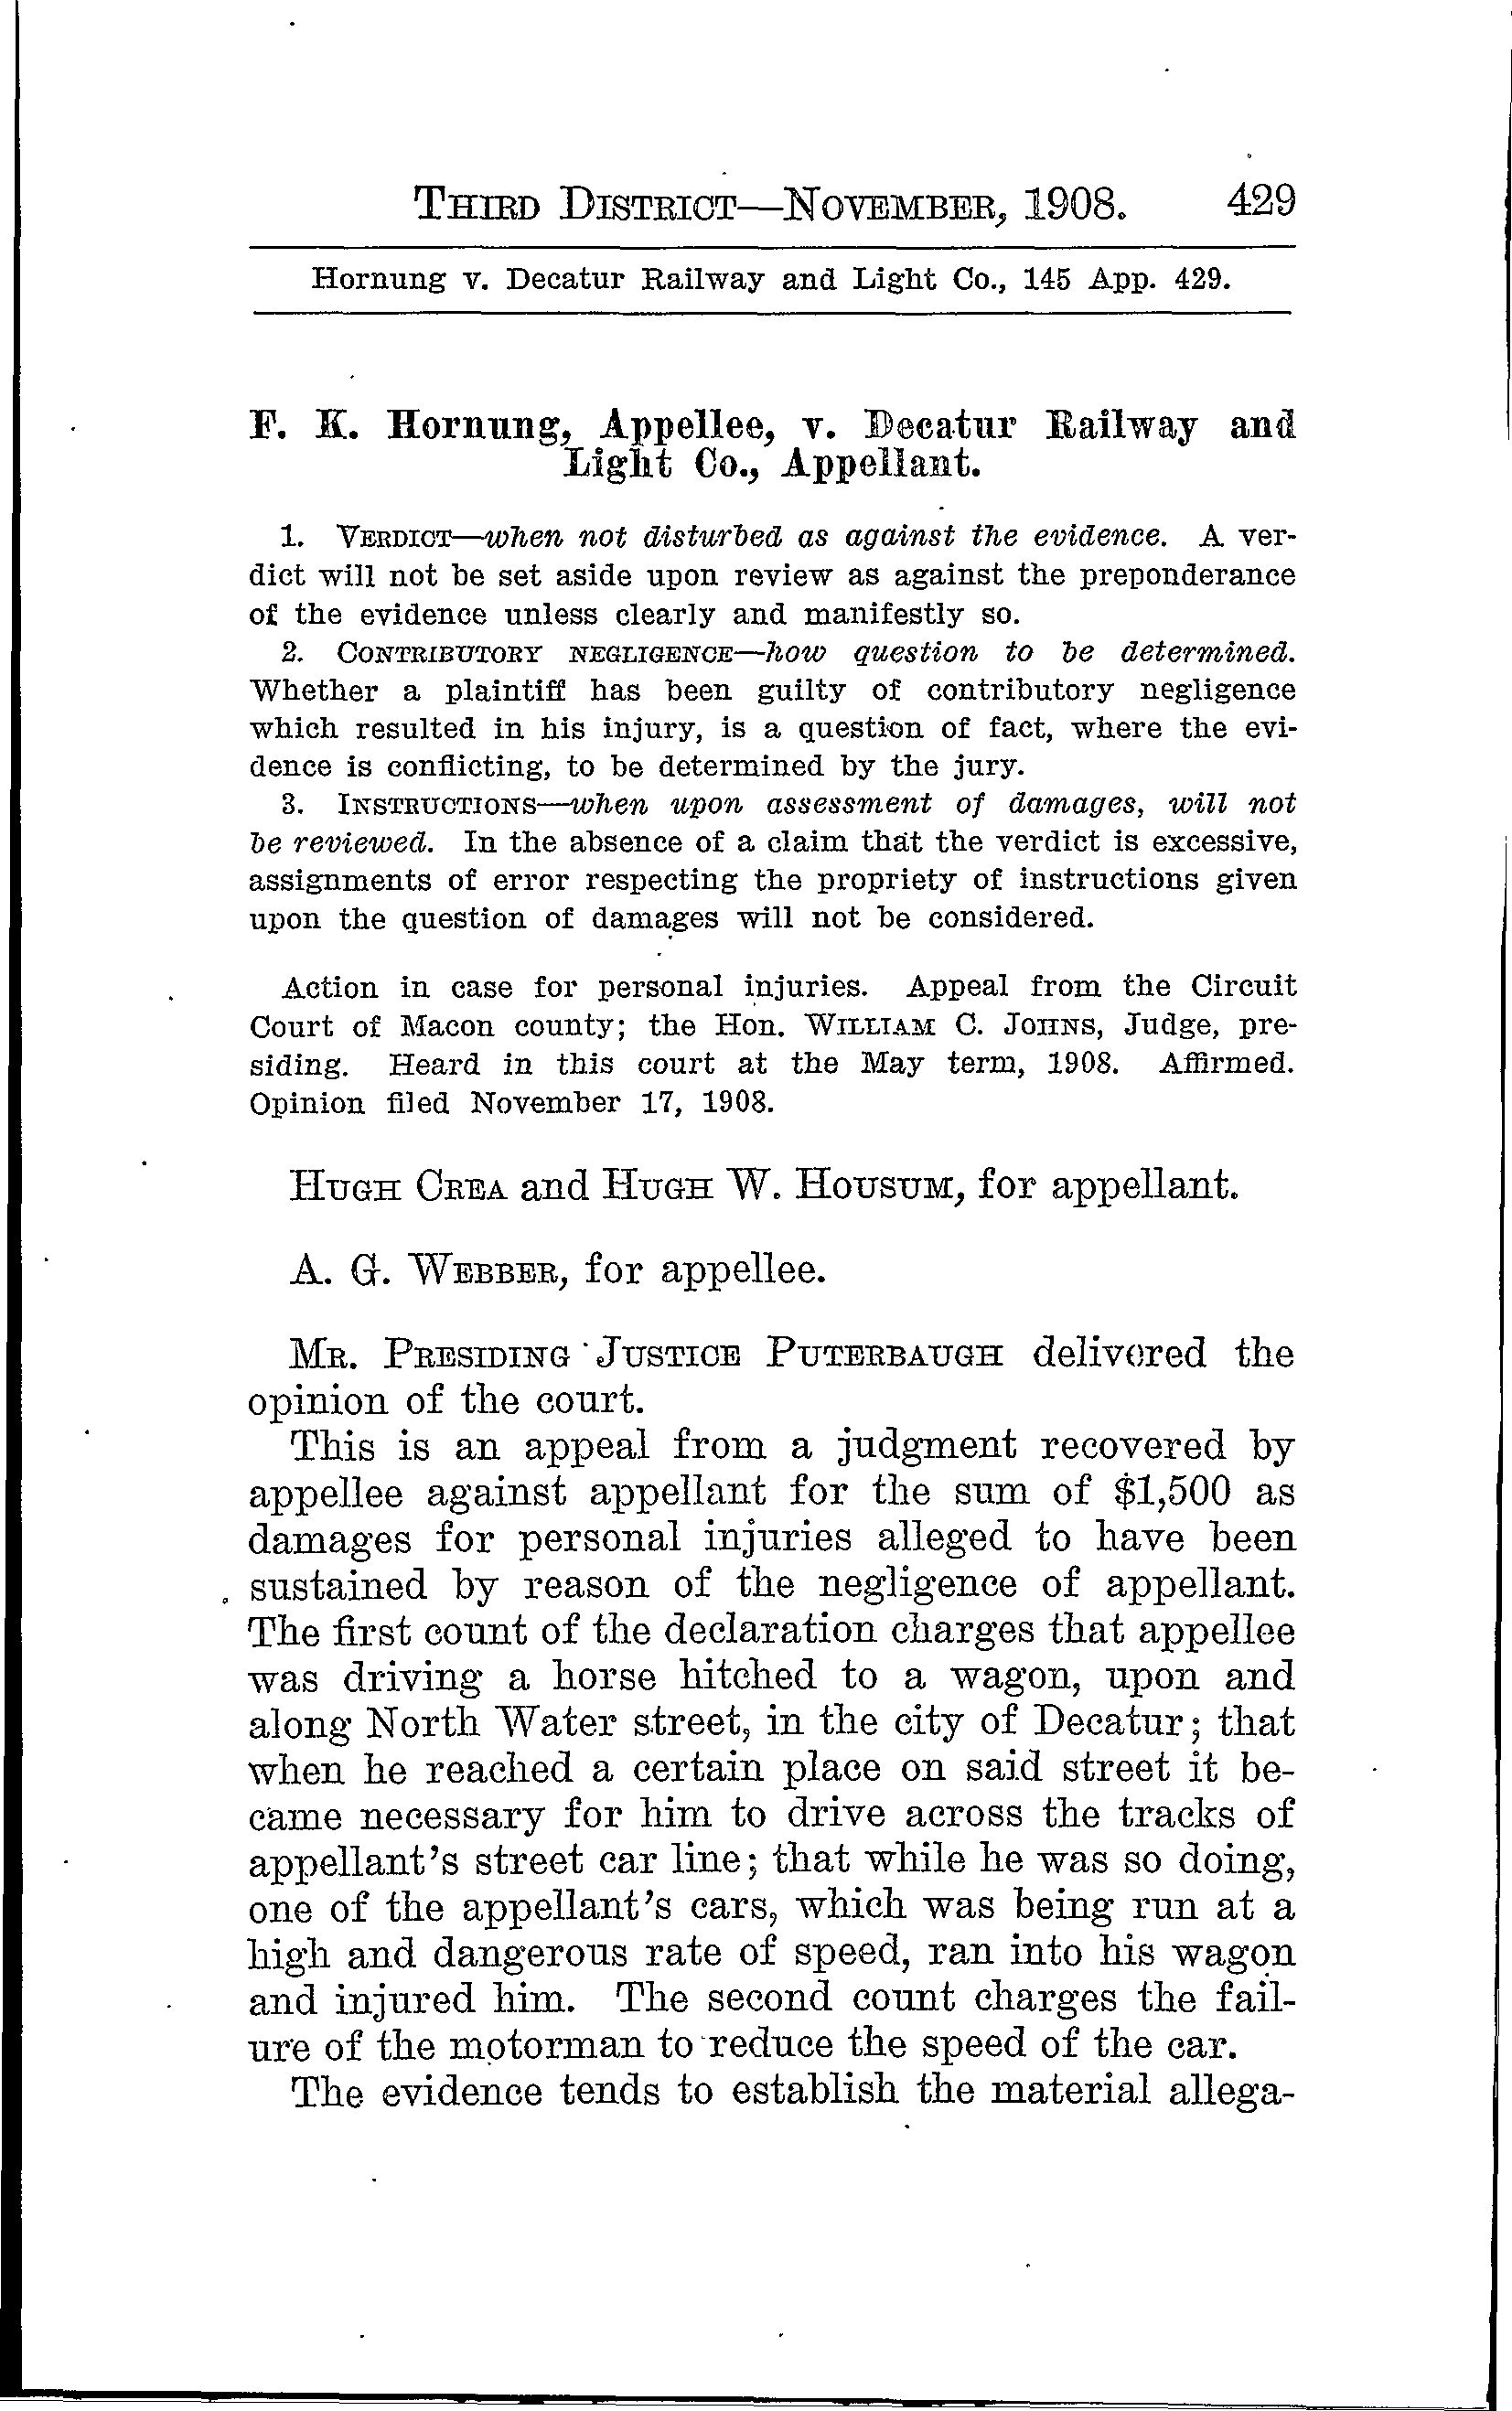 THIRD DISTRICT—NOVEMBER, 1908. 429
Hornung v. Decatur Railway and Light Co., 145 App. 429.
F. K. Hornung, Appellee, v. Decatur Railway and
Light Co., Appellant.
1. VERDICT—when not disturbed as against the evidence. A ver-
dict will not be set aside upon review as against the preponderance
of the evidence unless clearly and manifestly so.
2. CONTRIBUTORY NEGLIGENCE—how question to be determined.
Whether a plaintiff has been guilty of contributory negligence
which resulted in his injury, is a question of fact, where the evi-
dence is conflicting, to be determined by the jury.
3. INSTRUCTIONS—when upon assessment of damages, will not
be reviewed. In the absence of a claim that the verdict is excessive,
assignments of error respecting the propriety of instructions given
upon the question of damages will not be considered.
Action in case for personal injuries. Appeal from the Circuit
Court of Macon county; the Hon. WILLIAM C. JOHNS, Judge, pre-
siding. Heard in this court at the May term, 1908. Affirmed.
Opinion filed November 17, 1908.
HUGH CREA and HUGH W. HOUSUM, for appellant.
A. G. WEBBER, for appellee.
MR. PRESIDING JUSTICE PUTERBAUGH delivered the
opinion of the court.
This is an appeal from a judgment recovered by
appellee against appellant for the sum of $1,500 as
damages for personal injuries alleged to have been
sustained by reason of the negligence of appellant.
The first count of the declaration charges that appellee
was driving a horse hitched to a wagon, upon and
along North Water street, in the city of Decatur; that
when he reached a certain place on said street it be-
came necessary for him to drive across the tracks of
appellant's street car line; that while he was so doing,
one of the appellant's cars, which was being run at a
high and dangerous rate of speed, ran into his wagon
and injured him. The second count charges the fail-
ure of the motorman to reduce the speed of the car.
The evidence tends to establish the material allega-